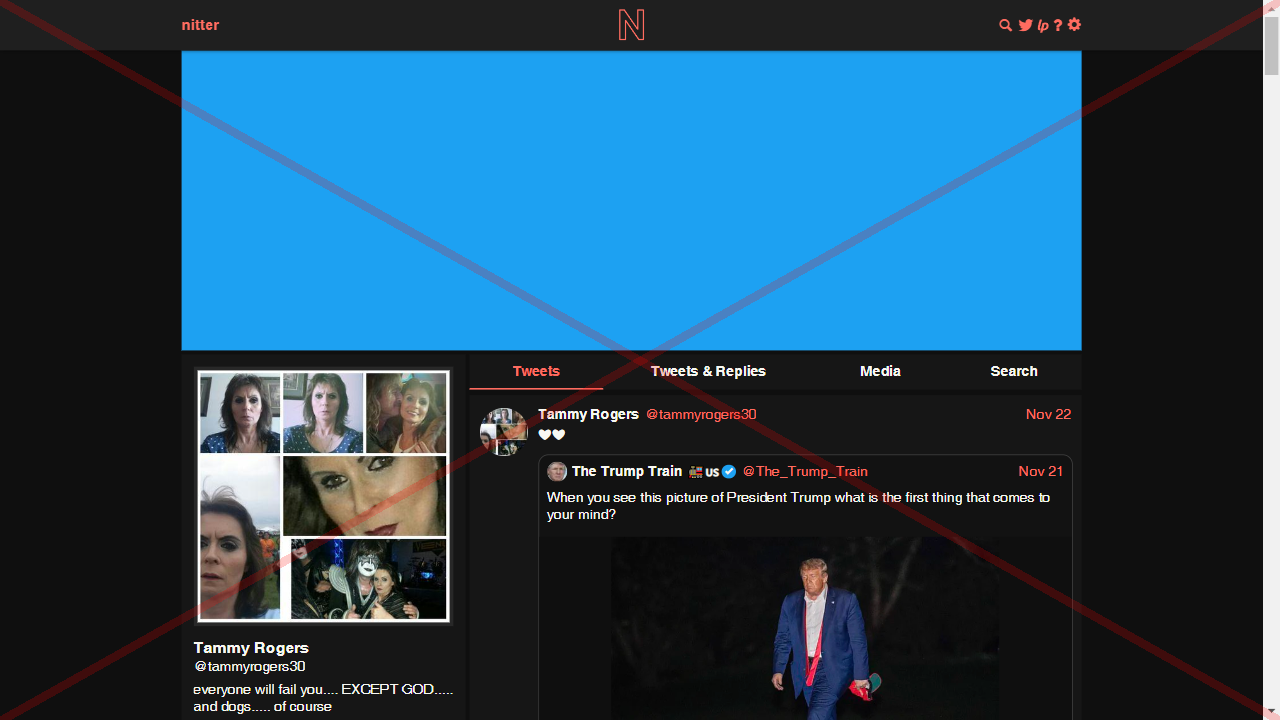 nitter
N
lp ?
Tweets
Tweets & Replies
Media
Search
Tammy Rogers @tammyrogers30
Nov 22
🤍🤍
The Trump Train 🚂🇺🇸 @The_Trump_Train
Nov 21
When you see this picture of President Trump what is the first thing that comes to
your mind?
Tammy Rogers
@tammyrogers30
everyone will fail you.... EXCEPT GOD.....
and dogs..... of course